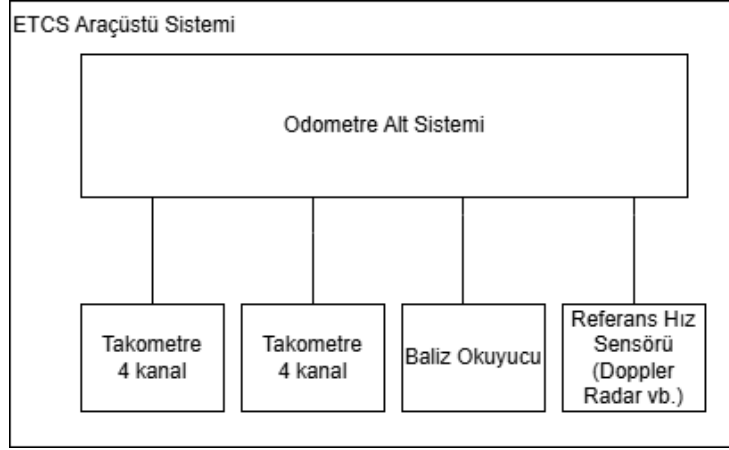 ETCS Araçüstü Sistemi
Odometre Alt Sistemi
Takometre
4 kanal
Takometre
4 kanal
Baliz Okuyucu
Referans Hız
Sensörü
(Doppler
Radar vb.)